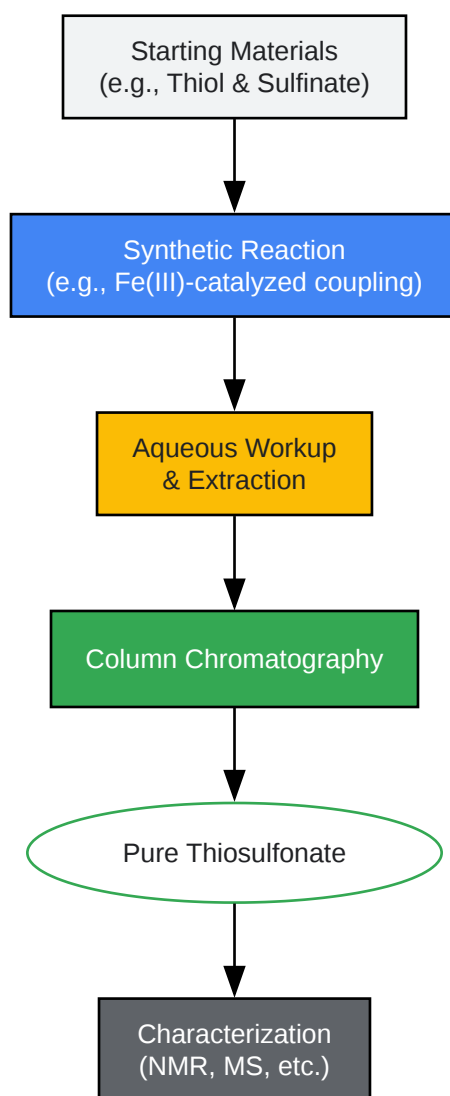 Starting Materials
(e.g., Thiol & Sulfinate)
Synthetic Reaction
(e.g., Fe(III)-catalyzed coupling)
Aqueous Workup
& Extraction
Column Chromatography
Pure Thiosulfonate
Characterization
(NMR, MS, etc.)